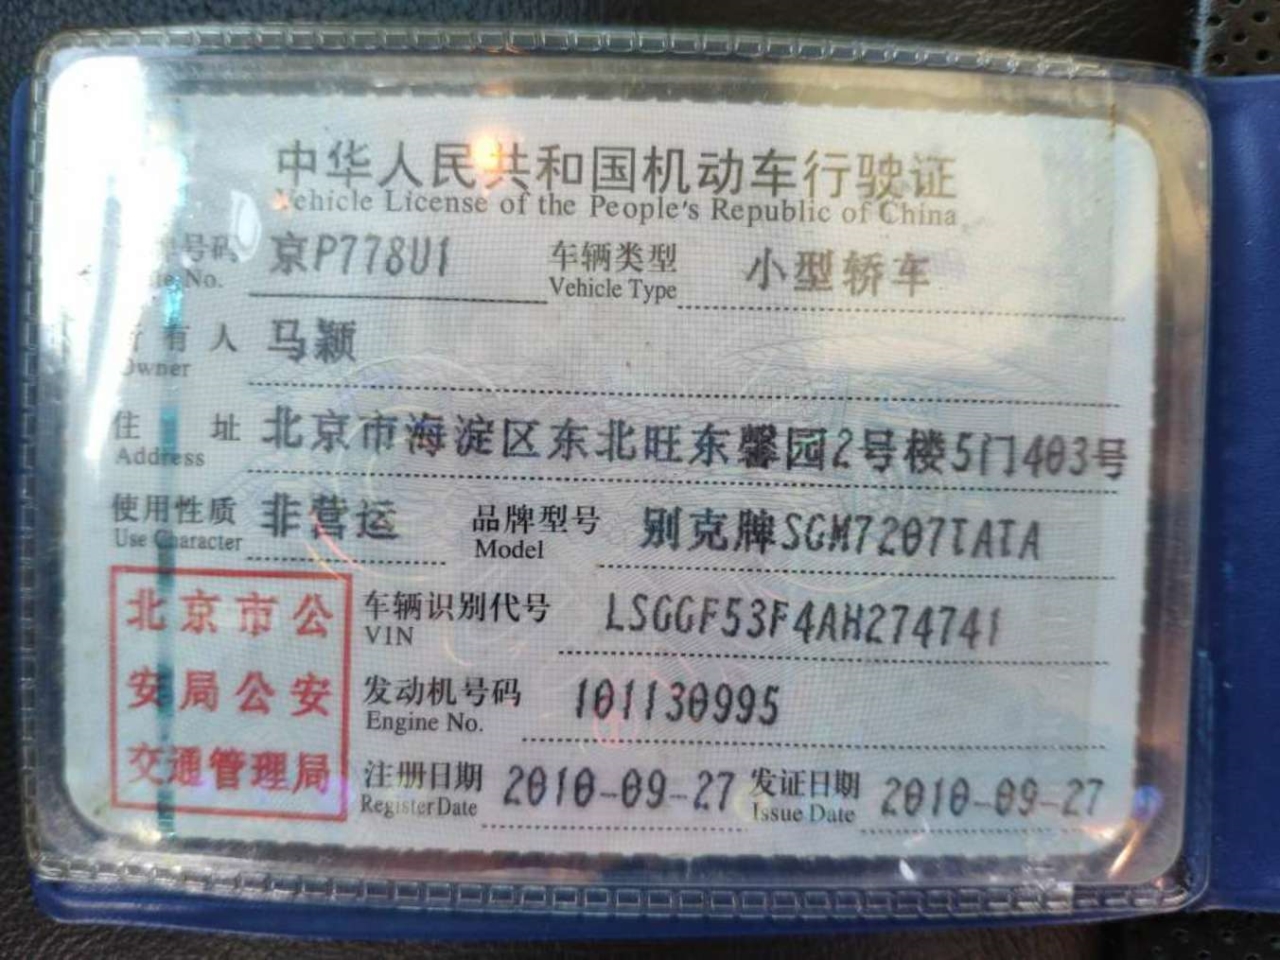 中华人民共和国机动车行驶证
Vehicle License of the People's Republic of China
号码 京P778U1 车辆类型 小型轿车
No. Vehicle Type
有人 马颖
Owner
住址 北京市海淀区东北旺东馨园2号楼5门403号
Address
使用性质 非营运 品牌型号 别克牌SGM7207TATA
Use Character Model
北京市公
安局公安
交通管理局
车辆识别代号 LSGGF53F4AH274741
VIN
发动机号码 101130995
Engine No.
注册日期 2010-09-27 发证日期 2010-09-27
Register Date Issue Date